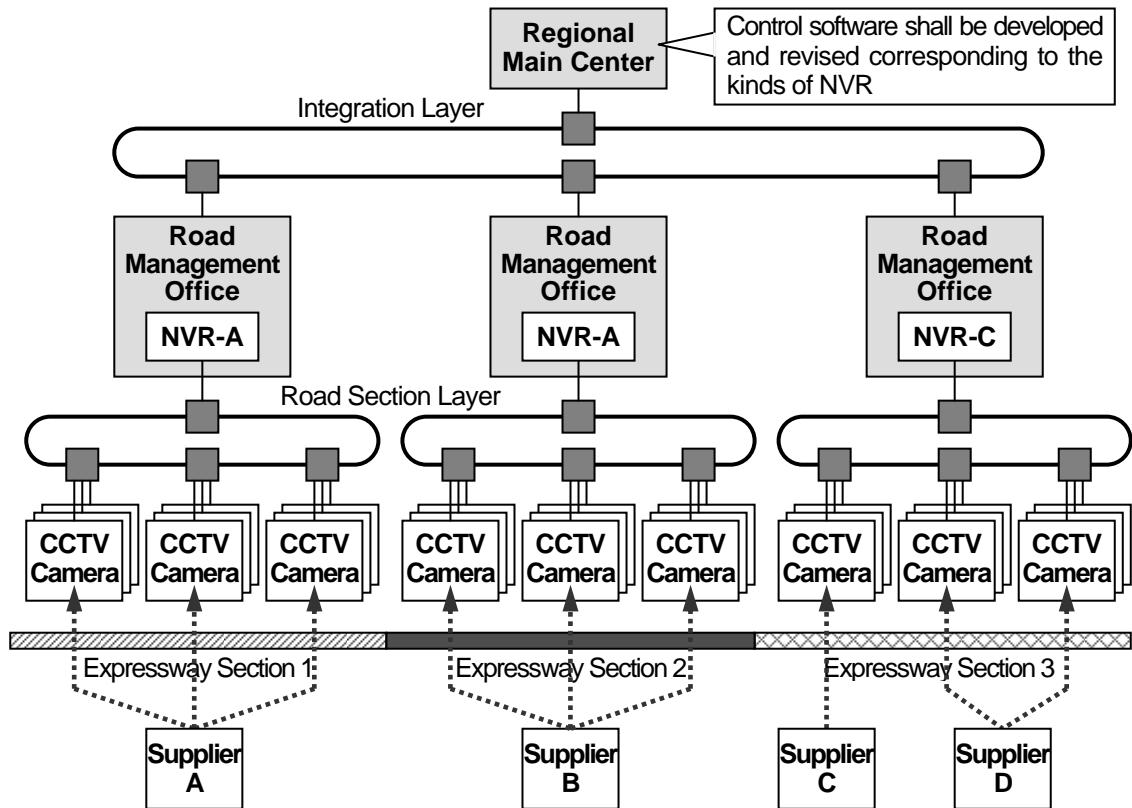 Regional
Main Center
Control software shall be developed
and revised corresponding to the
kinds of NVR
Integration Layer
Road
Management
Office
NVR-A
Road
Management
Office
NVR-A
Road
Management
Office
NVR-C
Road Section Layer
CCTV
Camera
CCTV
Camera
CCTV
Camera
CCTV
Camera
CCTV
Camera
CCTV
Camera
CCTV
Camera
CCTV
Camera
CCTV
Camera
Expressway Section 1
Expressway Section 2
Expressway Section 3
Supplier
A
Supplier
B
Supplier
C
Supplier
D